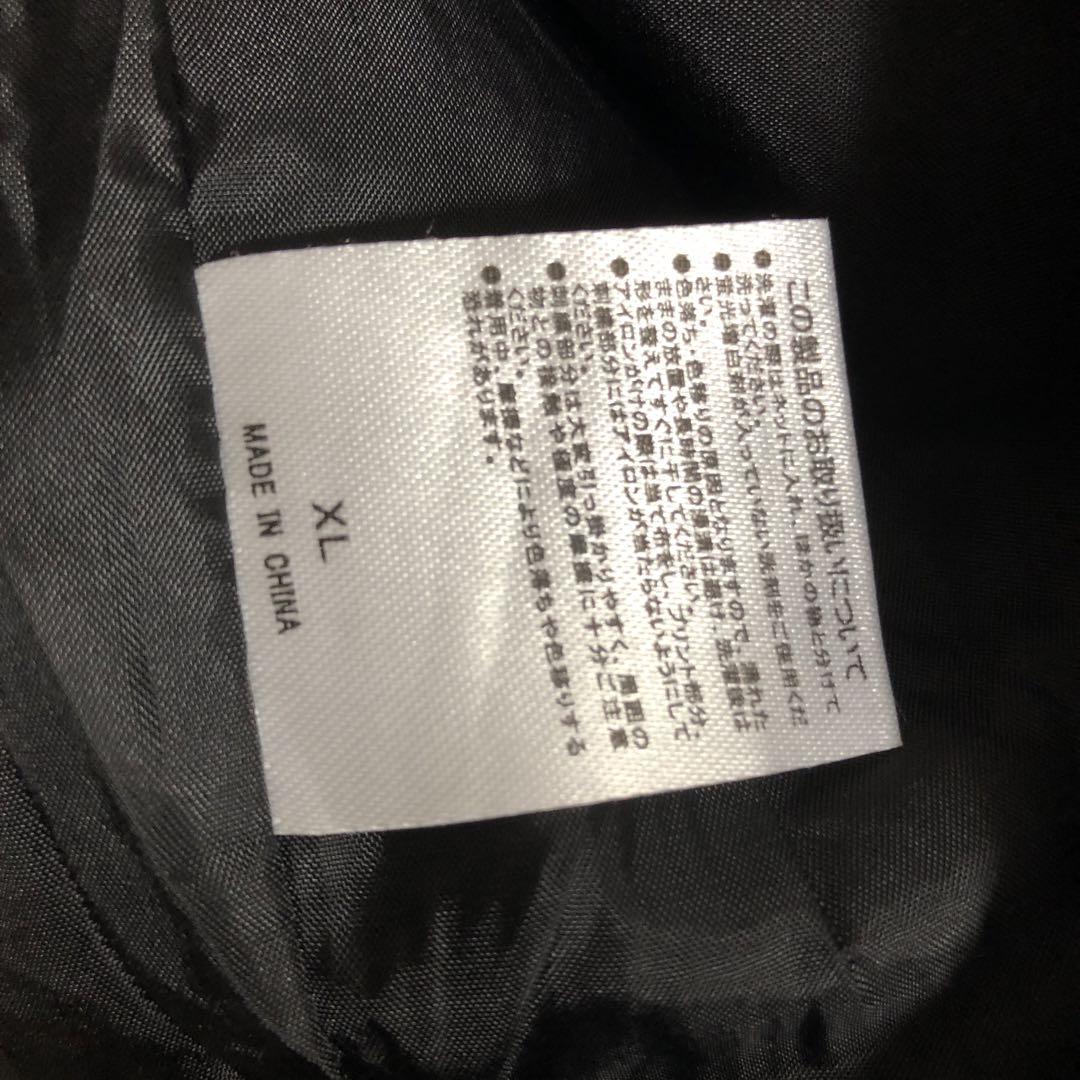 この製品のお取り扱いについて
●洗濯の際はネットに入れ、ほかの物と分けて
洗ってください。
●蛍光増白剤が入っていない洗剤をご使用くだ
さい。
●色落ち・色移りの原因となりますので、濡れた
ままの放置や長時間の浸漬は避け、洗濯後は
形を整えてすぐに干してください。プリント部分、
●アイロンがけの際は当て布をし、
刺繍部分にはアイロンが当たらないようにして
ください。
●刺繍部分は大変引っ掛かりやすく、周囲の
物との接触や過度の摩擦に十分ご注意
ください。
●着用中、摩擦などにより色落ちや色移りする
恐れがあります。
XL
MADE IN CHINA